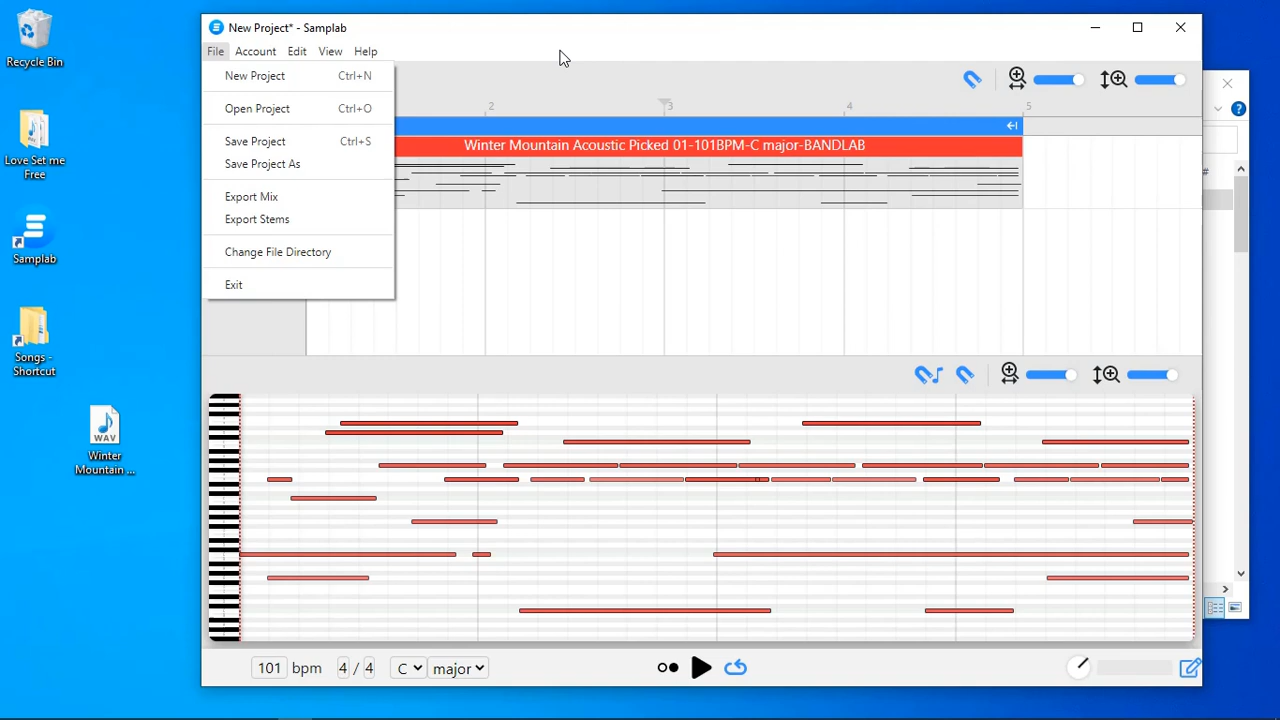 Recycle Bin
Love Set me
Free
Samplab
Songs -
Shortcut
WAV
Winter
Mountain ...
New Project* - Samplab
File Account Edit View Help
New Project Ctrl+N
Open Project Ctrl+O
Save Project Ctrl+S
Save Project As
Export Mix
Export Stems
Change File Directory
Exit
2 3 4 5
Winter Mountain Acoustic Picked 01-101BPM-C major-BANDLAB
101 bpm 4 / 4 C major
#